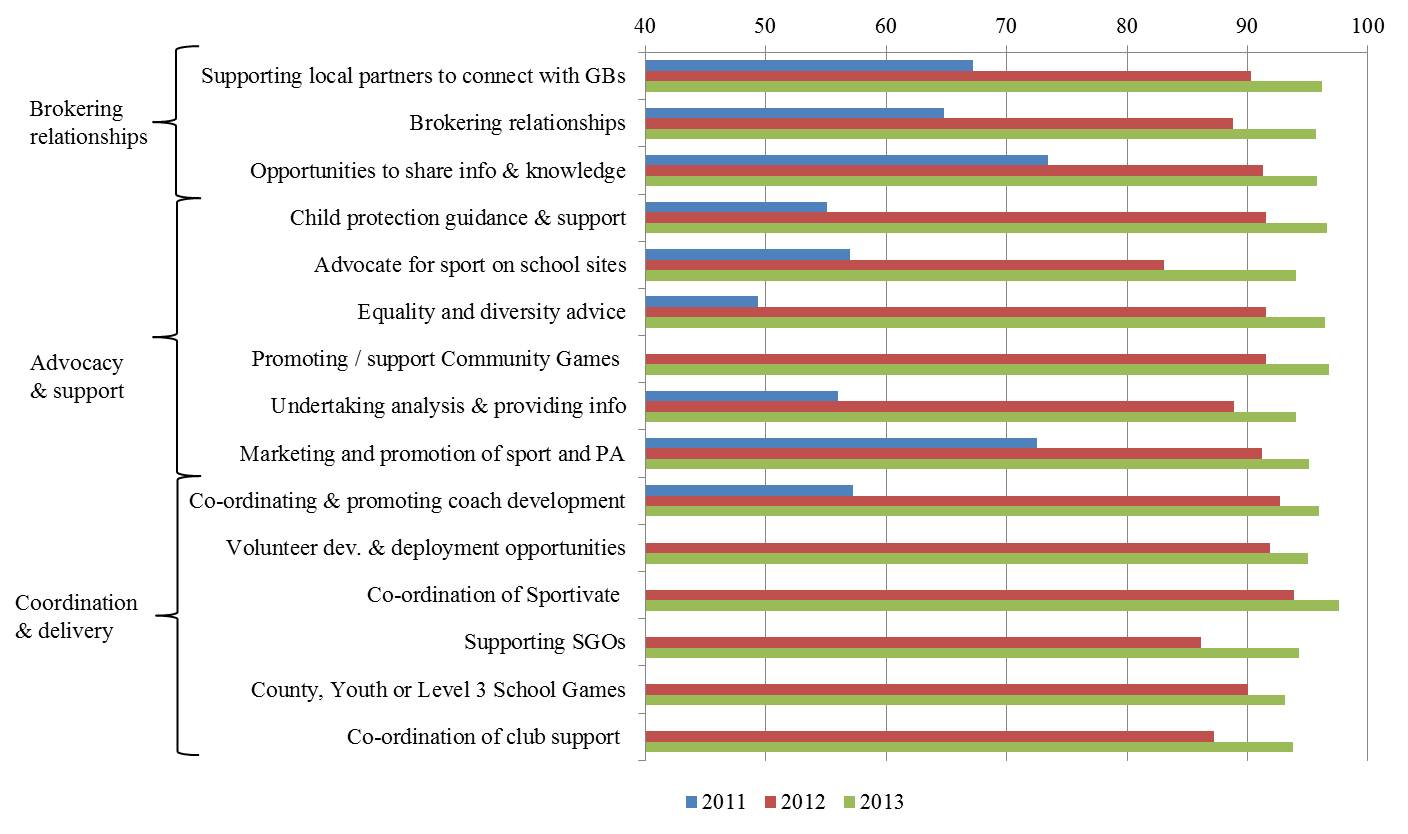 40 50 60 70 80 90 100
Brokering
relationships
Supporting local partners to connect with GBs
Brokering relationships
Opportunities to share info & knowledge
Advocacy
& support
Child protection guidance & support
Advocate for sport on school sites
Equality and diversity advice
Promoting / support Community Games
Undertaking analysis & providing info
Marketing and promotion of sport and PA
Coordination
& delivery
Co-ordinating & promoting coach development
Volunteer dev. & deployment opportunities
Co-ordination of Sportivate
Supporting SGOs
County, Youth or Level 3 School Games
Co-ordination of club support
2011 2012 2013